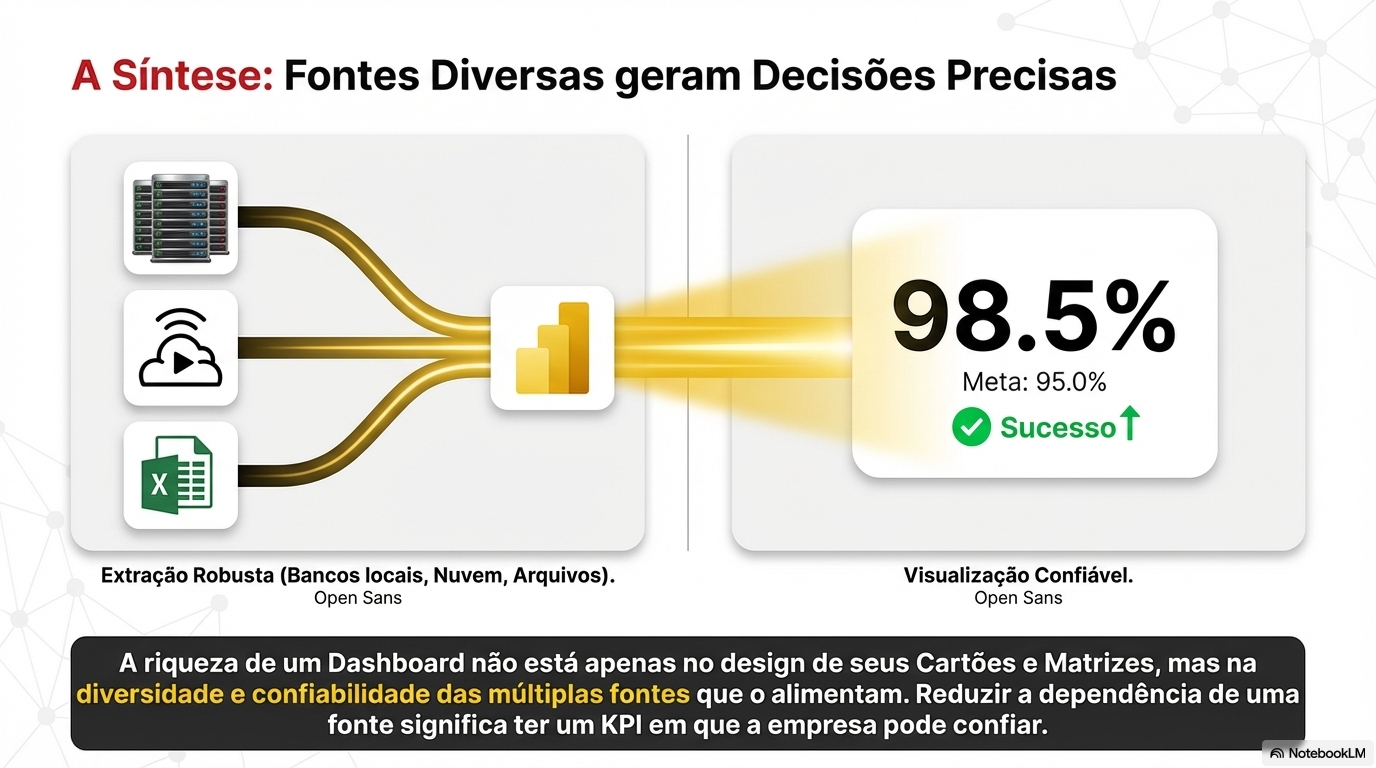 A Síntese: Fontes Diversas geram Decisões Precisas
X
98.5%
Meta: 95.0%
Sucesso
Extração Robusta (Bancos locais, Nuvem, Arquivos).
Open Sans
Visualização Confiável.
Open Sans
A riqueza de um Dashboard não está apenas no design de seus Cartões e Matrizes, mas na
diversidade e confiabilidade das múltiplas fontes que o alimentam. Reduzir a dependência de uma
fonte significa ter um KPI em que a empresa pode confiar.
NotebookLM